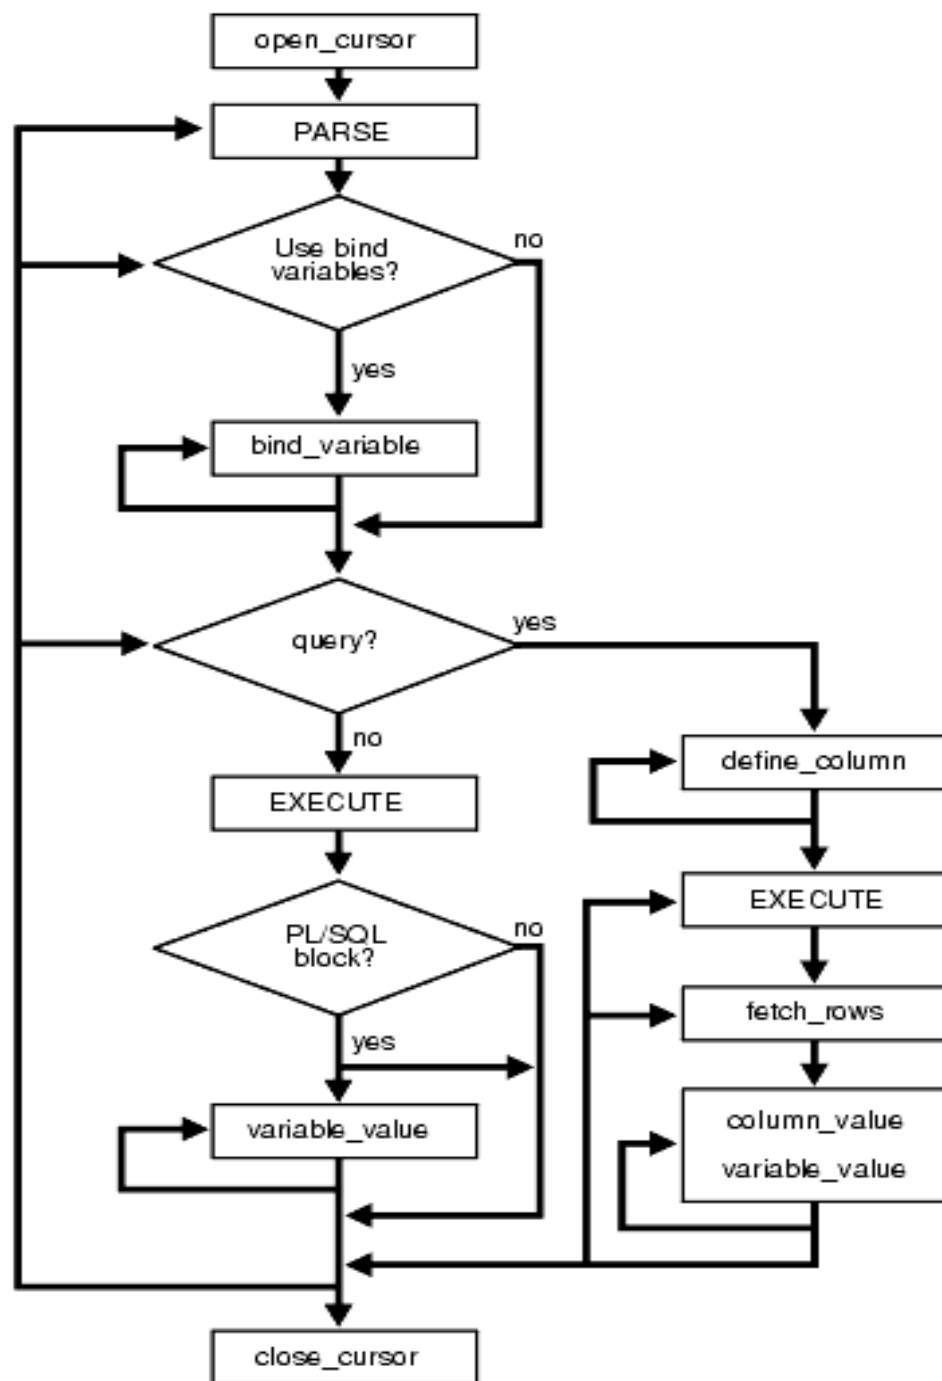 open_cursor
PARSE
Use bind
variables?
no
yes
bind_variable
query?
yes
no
define_column
EXECUTE
EXECUTE
PL/SQL
block?
no
fetch_rows
yes
column_value
variable_value
variable_value
close_cursor